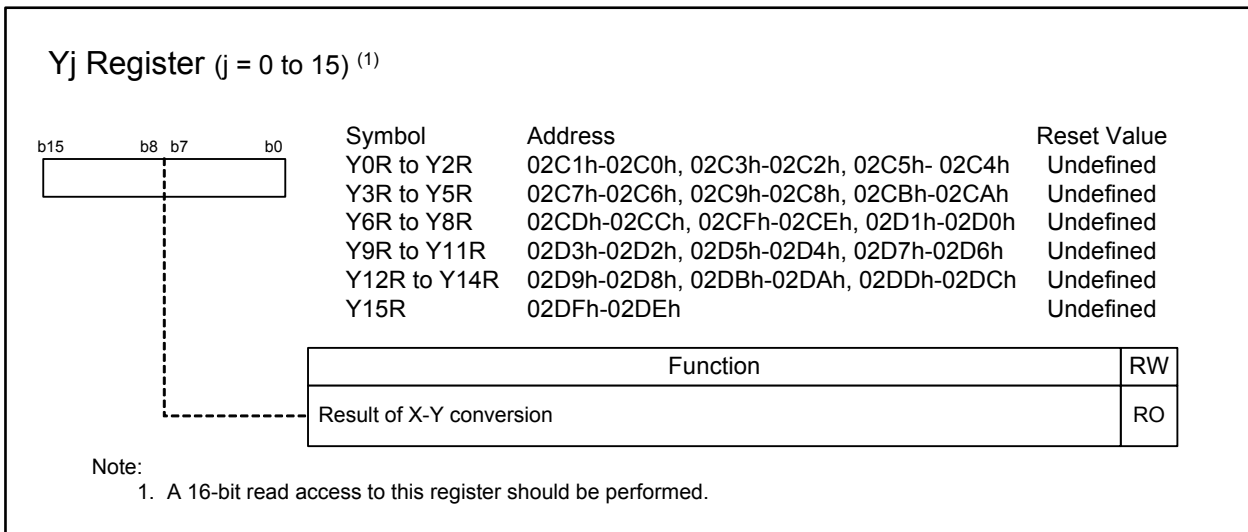 Yj Register (j = 0 to 15) (1)
b15 b8 b7 b0
Symbol Address Reset Value
Y0R to Y2R 02C1h-02C0h, 02C3h-02C2h, 02C5h- 02C4h Undefined
Y3R to Y5R 02C7h-02C6h, 02C9h-02C8h, 02CBh-02CAh Undefined
Y6R to Y8R 02CDh-02CCh, 02CFh-02CEh, 02D1h-02D0h Undefined
Y9R to Y11R 02D3h-02D2h, 02D5h-02D4h, 02D7h-02D6h Undefined
Y12R to Y14R 02D9h-02D8h, 02DBh-02DAh, 02DDh-02DCh Undefined
Y15R 02DFh-02DEh Undefined
Function RW
Result of X-Y conversion RO
Note:
1. A 16-bit read access to this register should be performed.